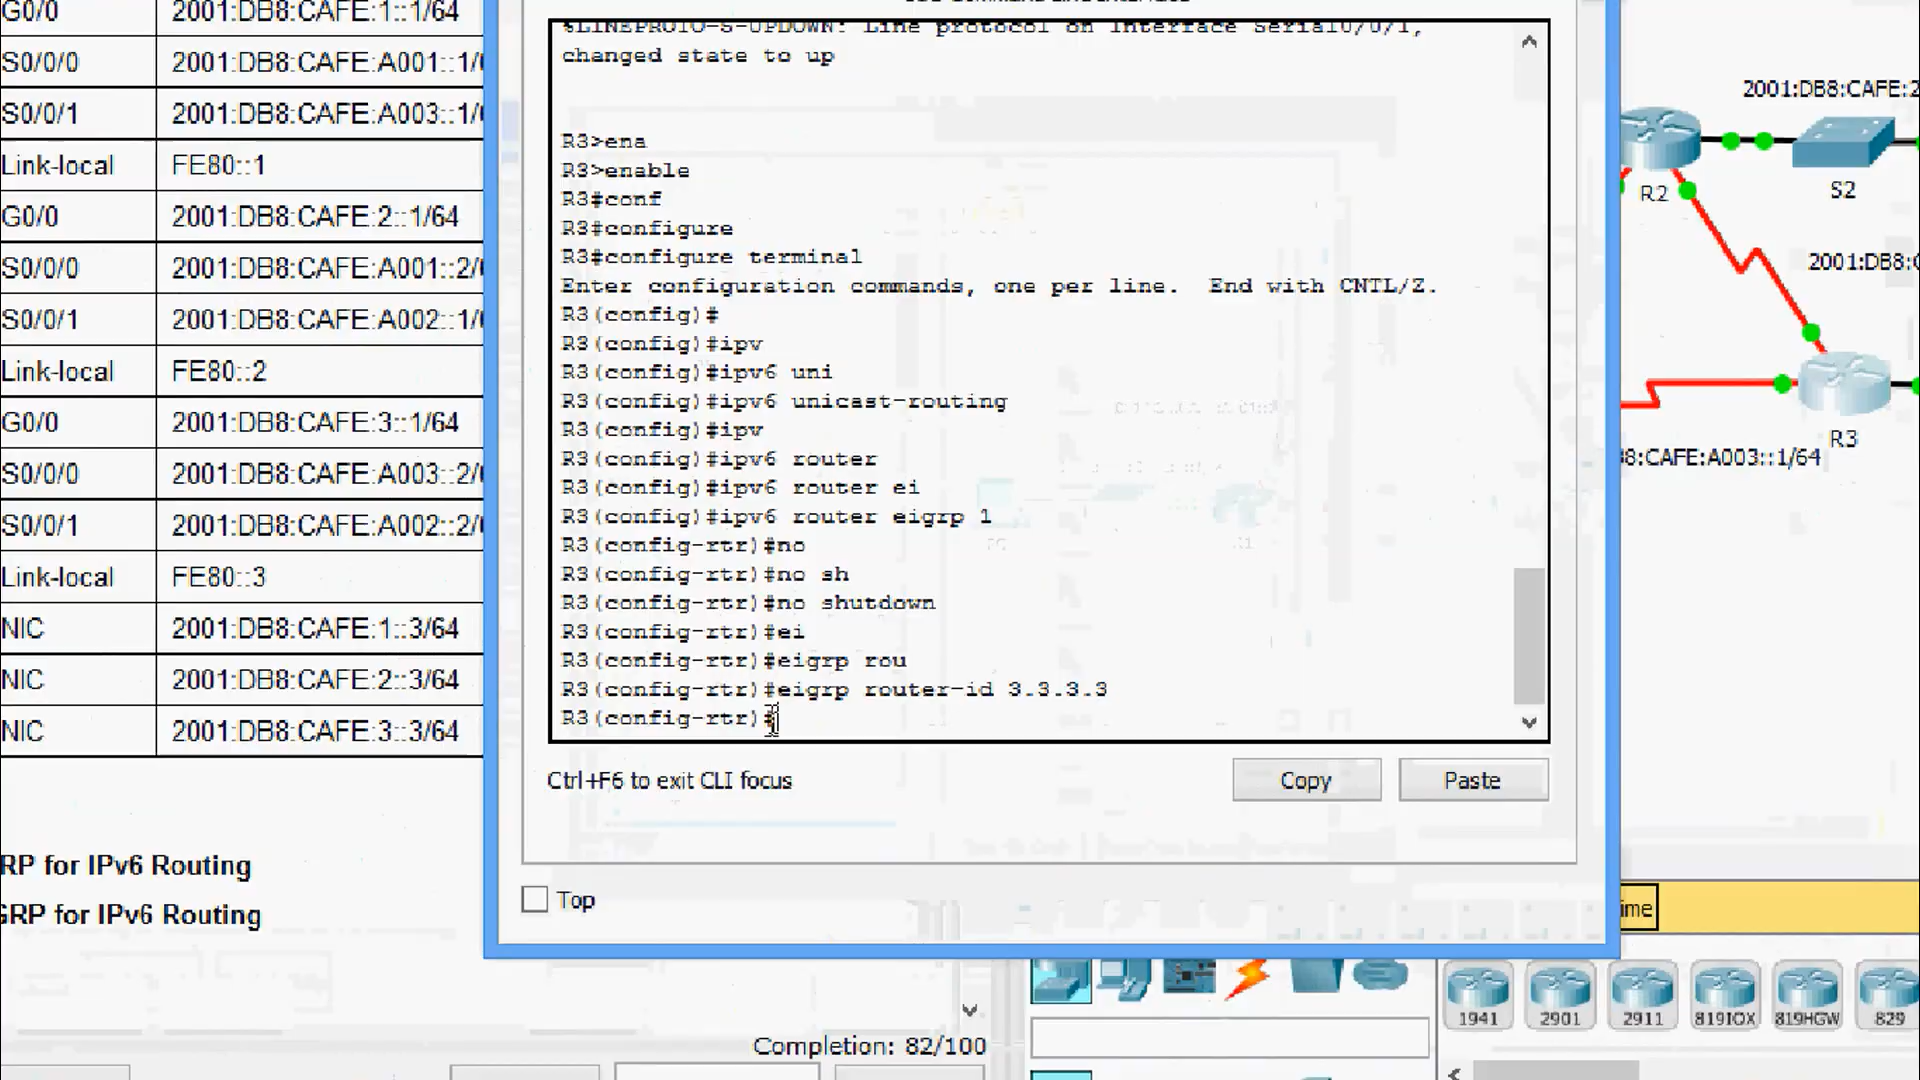 G0/0 2001:DB8:CAFE:1::1/64
S0/0/0 2001:DB8:CAFE:A001::1/
S0/0/1 2001:DB8:CAFE:A003::1/
Link-local FE80::1
G0/0 2001:DB8:CAFE:2::1/64
S0/0/0 2001:DB8:CAFE:A001::2/
S0/0/1 2001:DB8:CAFE:A002::1/
Link-local FE80::2
G0/0 2001:DB8:CAFE:3::1/64
S0/0/0 2001:DB8:CAFE:A003::2/
S0/0/1 2001:DB8:CAFE:A002::2/
Link-local FE80::3
NIC 2001:DB8:CAFE:1::3/64
NIC 2001:DB8:CAFE:2::3/64
NIC 2001:DB8:CAFE:3::3/64
RP for IPv6 Routing
GRP for IPv6 Routing
%LINEPROTO-5-UPDOWN: Line protocol on Interface Serial0/0/1,
changed state to up
R3>ena
R3>enable
R3#conf
R3#configure
R3#configure terminal
Enter configuration commands, one per line.  End with CNTL/Z.
R3(config)#
R3(config)#ipv
R3(config)#ipv6 uni
R3(config)#ipv6 unicast-routing
R3(config)#ipv
R3(config)#ipv6 router
R3(config)#ipv6 router ei
R3(config)#ipv6 router eigrp 1
R3(config-rtr)#no
R3(config-rtr)#no sh
R3(config-rtr)#no shutdown
R3(config-rtr)#ei
R3(config-rtr)#eigrp rou
R3(config-rtr)#eigrp router-id 3.3.3.3
R3(config-rtr)#
Ctrl+F6 to exit CLI focus
Copy
Paste
Top
2001:DB8:CAFE:2
R2
S2
2001:DB8:C
R3
B8:CAFE:A003::1/64
ime
Completion: 82/100
1941
2901
2911
819IOX
819HGW
829